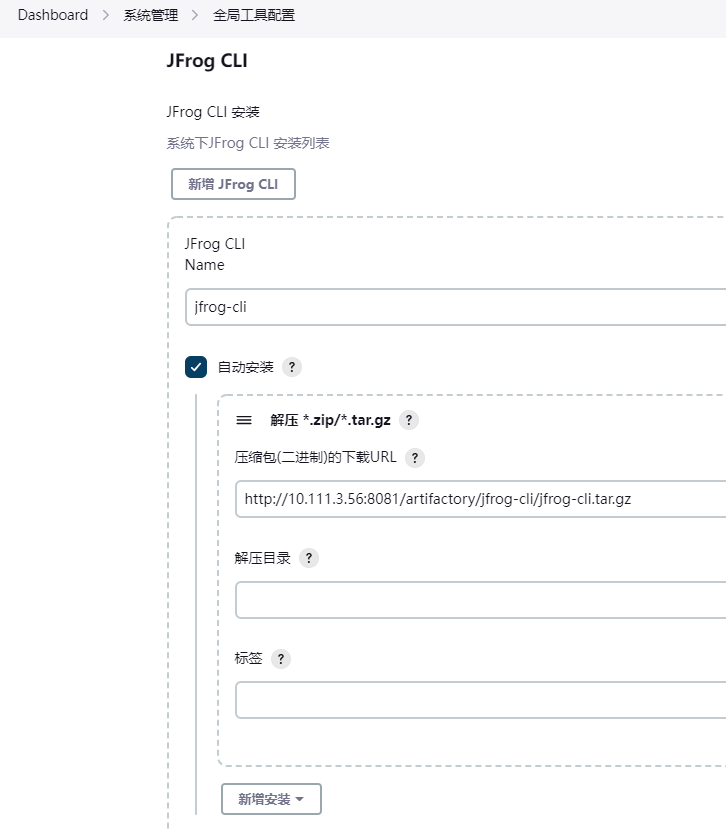 Dashboard > 系统管理 > 全局工具配置
JFrog CLI
JFrog CLI 安装
系统下JFrog CLI 安装列表
新增 JFrog CLI
JFrog CLI
Name
jfrog-cli
自动安装 ?
解压 *.zip/*.tar.gz ?
压缩包(二进制)的下载URL ?
http://10.111.3.56:8081/artifactory/jfrog-cli/jfrog-cli.tar.gz
解压目录 ?
标签 ?
新增安装